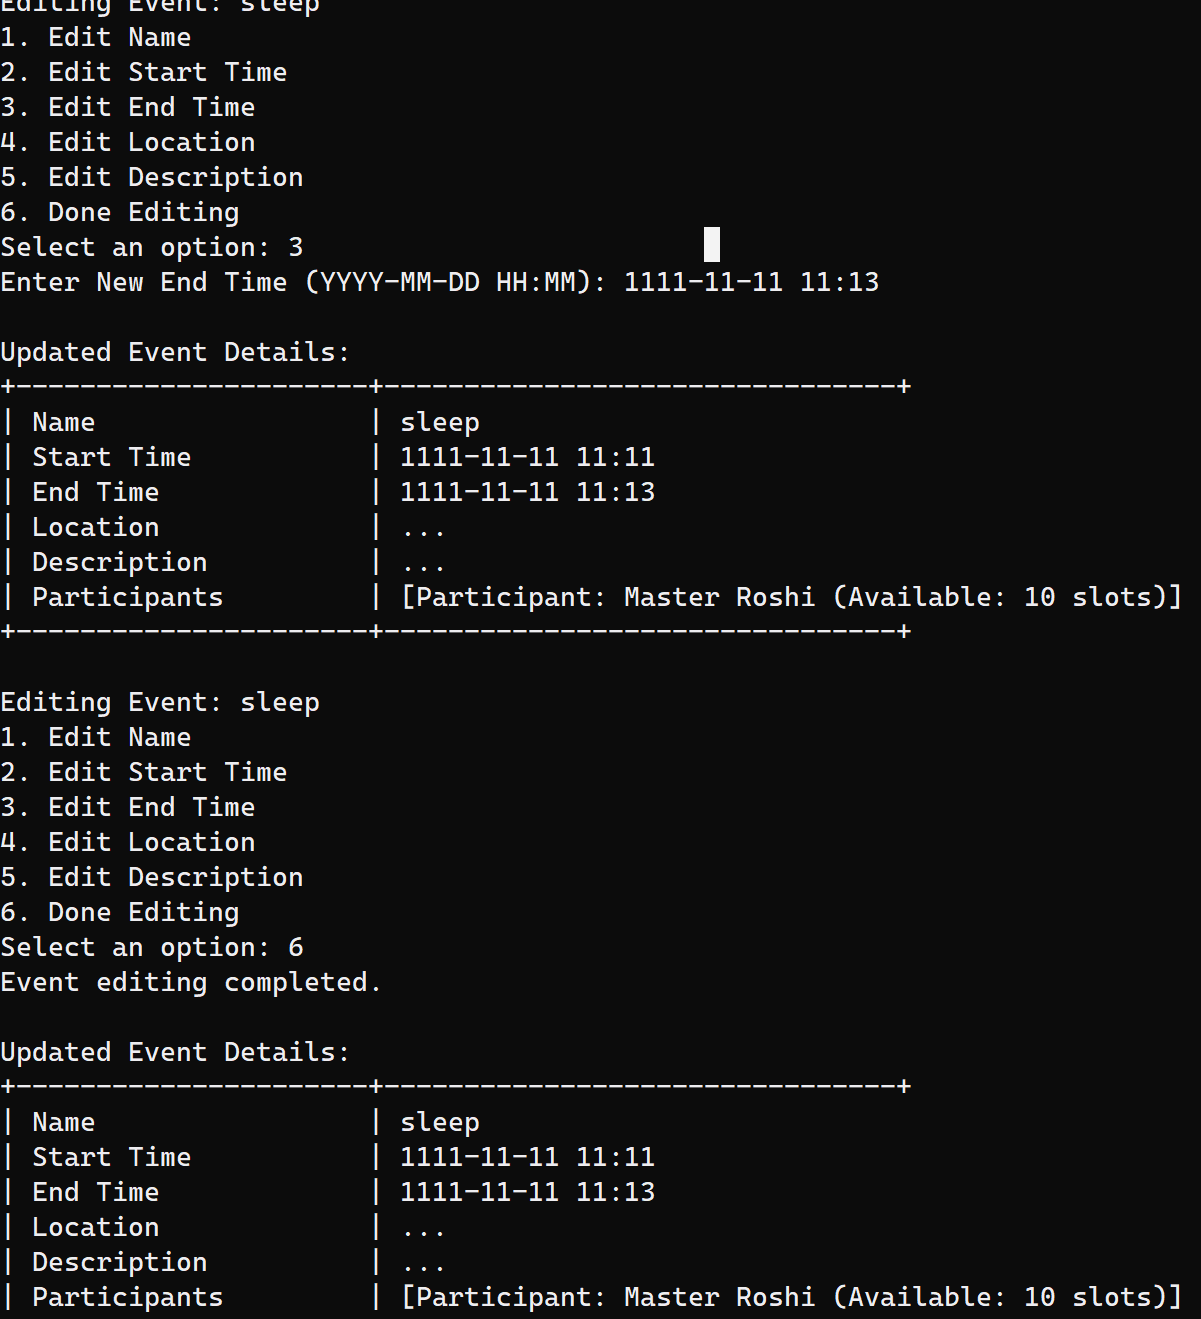 Editing Event: sleep
1. Edit Name
2. Edit Start Time
3. Edit End Time
4. Edit Location
5. Edit Description
6. Done Editing
Select an option: 3
Enter New End Time (YYYY-MM-DD HH:MM): 1111-11-11 11:13
Updated Event Details:
+----------------------+--------------------------------+
| Name                 | sleep
| Start Time           | 1111-11-11 11:11
| End Time             | 1111-11-11 11:13
| Location             | ...
| Description          | ...
| Participants         | [Participant: Master Roshi (Available: 10 slots)]
+----------------------+--------------------------------+
Editing Event: sleep
1. Edit Name
2. Edit Start Time
3. Edit End Time
4. Edit Location
5. Edit Description
6. Done Editing
Select an option: 6
Event editing completed.
Updated Event Details:
+----------------------+--------------------------------+
| Name                 | sleep
| Start Time           | 1111-11-11 11:11
| End Time             | 1111-11-11 11:13
| Location             | ...
| Description          | ...
| Participants         | [Participant: Master Roshi (Available: 10 slots)]